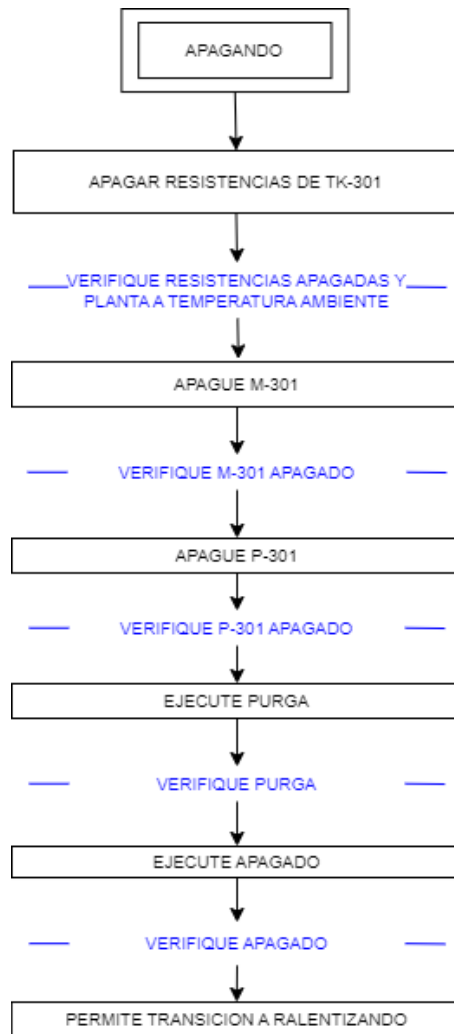 APAGANDO
APAGAR RESISTENCIAS DE TK-301
VERIFIQUE RESISTENCIAS APAGADAS Y
PLANTA A TEMPERATURA AMBIENTE
APAGUE M-301
VERIFIQUE M-301 APAGADO
APAGUE P-301
VERIFIQUE P-301 APAGADO
EJECUTE PURGA
VERIFIQUE PURGA
EJECUTE APAGADO
VERIFIQUE APAGADO
PERMITE TRANSICION A RALENTIZANDO